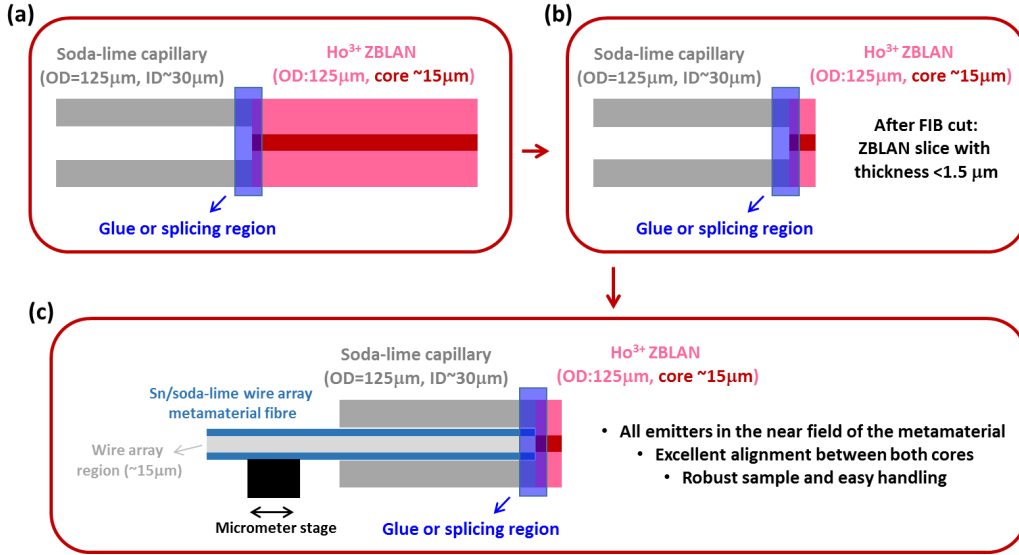 (a)
Soda-lime capillary
(OD=125μm, ID~30μm)
Ho³⁺ ZBLAN
(OD:125μm, core ~15μm)
Glue or splicing region
(b)
Soda-lime capillary
(OD=125μm, ID~30μm)
Ho³⁺ ZBLAN
(OD:125μm, core ~15μm)
After FIB cut:
ZBLAN slice with
thickness <1.5 μm
Glue or splicing region
(c)
Soda-lime capillary
(OD=125μm, ID~30μm)
Ho³⁺ ZBLAN
(OD:125μm, core ~15μm)
Sn/soda-lime wire array
metamaterial fibre
Wire array
region (~15μm)
Micrometer stage
Glue or splicing region
• All emitters in the near field of the metamaterial
• Excellent alignment between both cores
• Robust sample and easy handling